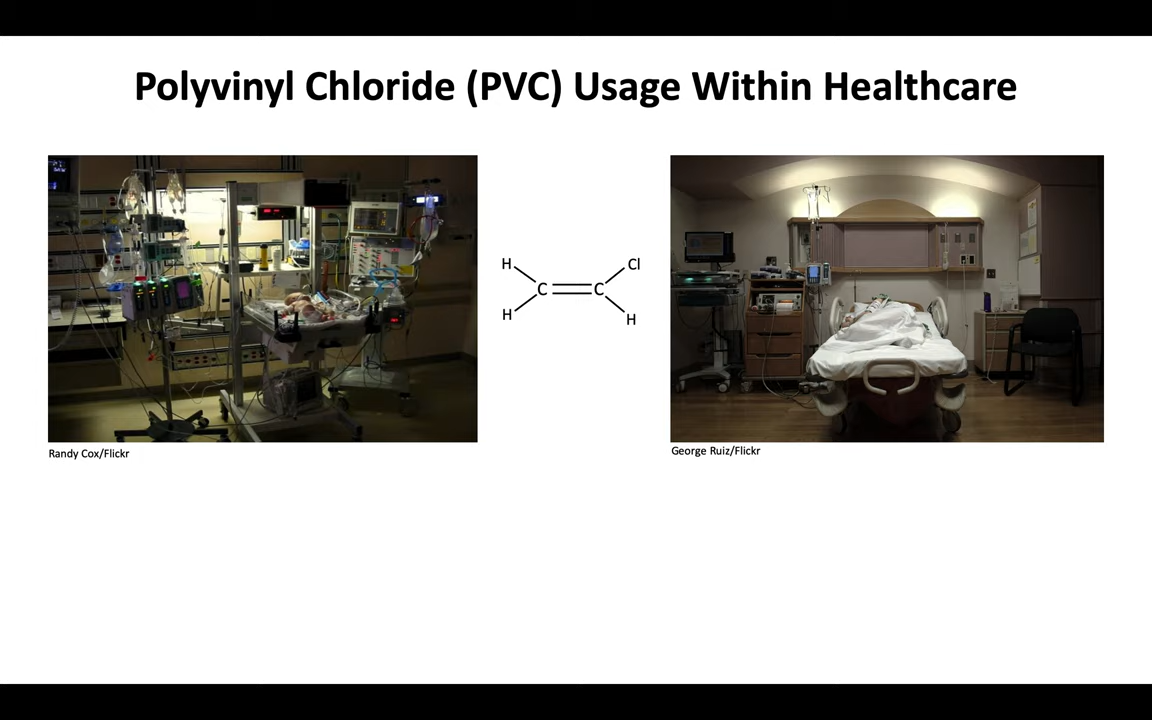 Polyvinyl Chloride (PVC) Usage Within Healthcare
H
Cl
C
C
H
H
Randy Cox/Flickr
George Ruiz/Flickr